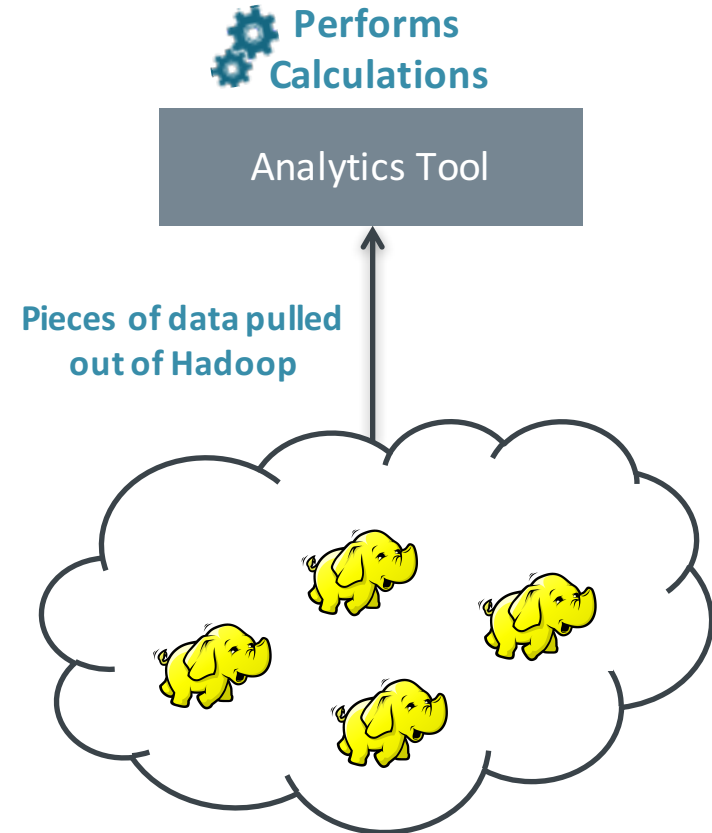 Performs
Calculations
Analytics Tool
Pieces of data pulled
out of Hadoop